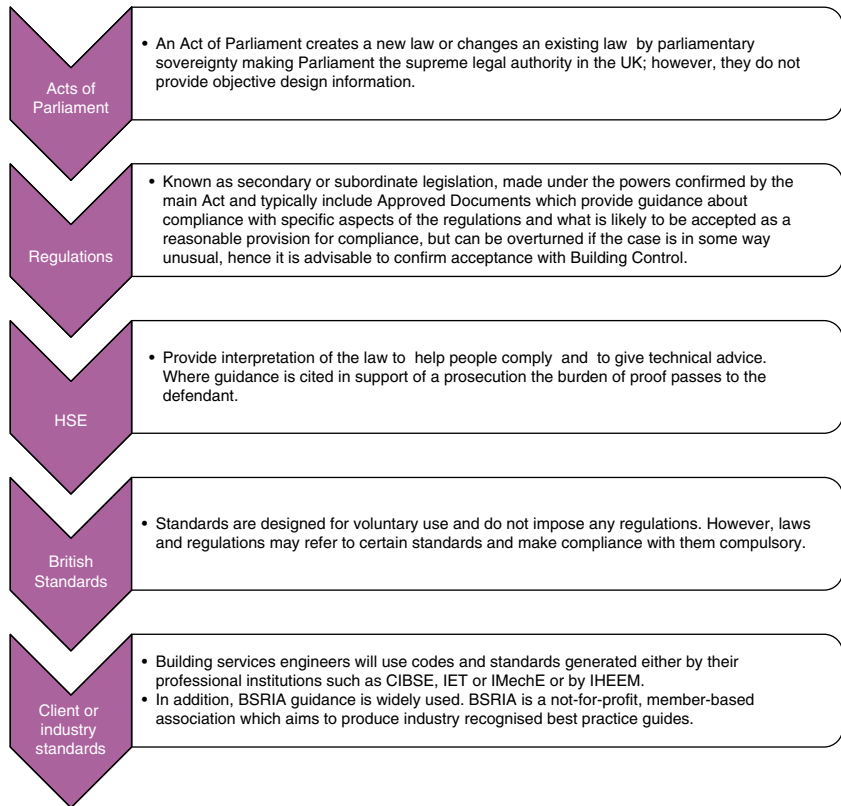 Acts of
Parliament
• An Act of Parliament creates a new law or changes an existing law by parliamentary
sovereignty making Parliament the supreme legal authority in the UK; however, they do not
provide objective design information.
Regulations
• Known as secondary or subordinate legislation, made under the powers confirmed by the
main Act and typically include Approved Documents which provide guidance about
compliance with specific aspects of the regulations and what is likely to be accepted as a
reasonable provision for compliance, but can be overturned if the case is in some way
unusual, hence it is advisable to confirm acceptance with Building Control.
HSE
• Provide interpretation of the law to help people comply and to give technical advice.
Where guidance is cited in support of a prosecution the burden of proof passes to the
defendant.
British
Standards
• Standards are designed for voluntary use and do not impose any regulations. However, laws
and regulations may refer to certain standards and make compliance with them compulsory.
Client or
industry
standards
• Building services engineers will use codes and standards generated either by their
professional institutions such as CIBSE, IET or IMechE or by IHEEM.
• In addition, BSRIA guidance is widely used. BSRIA is a not-for-profit, member-based
association which aims to produce industry recognised best practice guides.